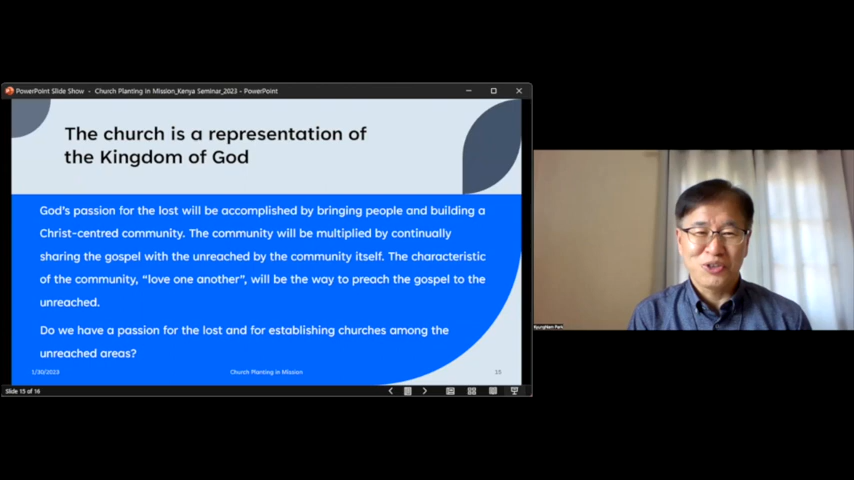 PowerPoint Slide Show - Church Planting in Mission_Kenya Seminar_2023 - PowerPoint
The church is a representation of
the Kingdom of God
God's passion for the lost will be accomplished by bringing people and building a
Christ-centred community. The community will be multiplied by continually
sharing the gospel with the unreached by the community itself. The characteristic
of the community, “love one another”, will be the way to preach the gospel to the
unreached.
Do we have a passion for the lost and for establishing churches among the
unreached areas?
1/30/2023
Church Planting in Mission
15
Slide 15 of 16
KyungNam Park